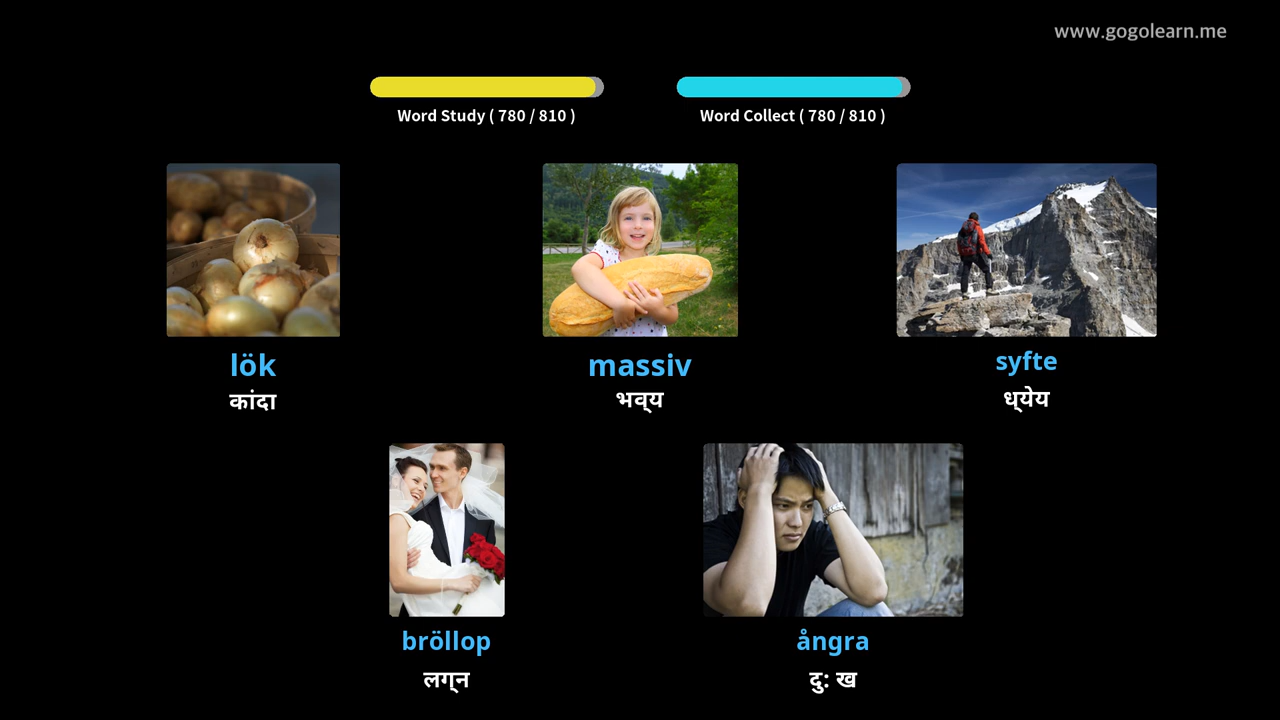 www.gogolearn.me
Word Study ( 780 / 810 )
Word Collect ( 780 / 810 )
lök
कांदा
massiv
भव्य
syfte
ध्येय
bröllop
लग्न
ångra
दु: ख